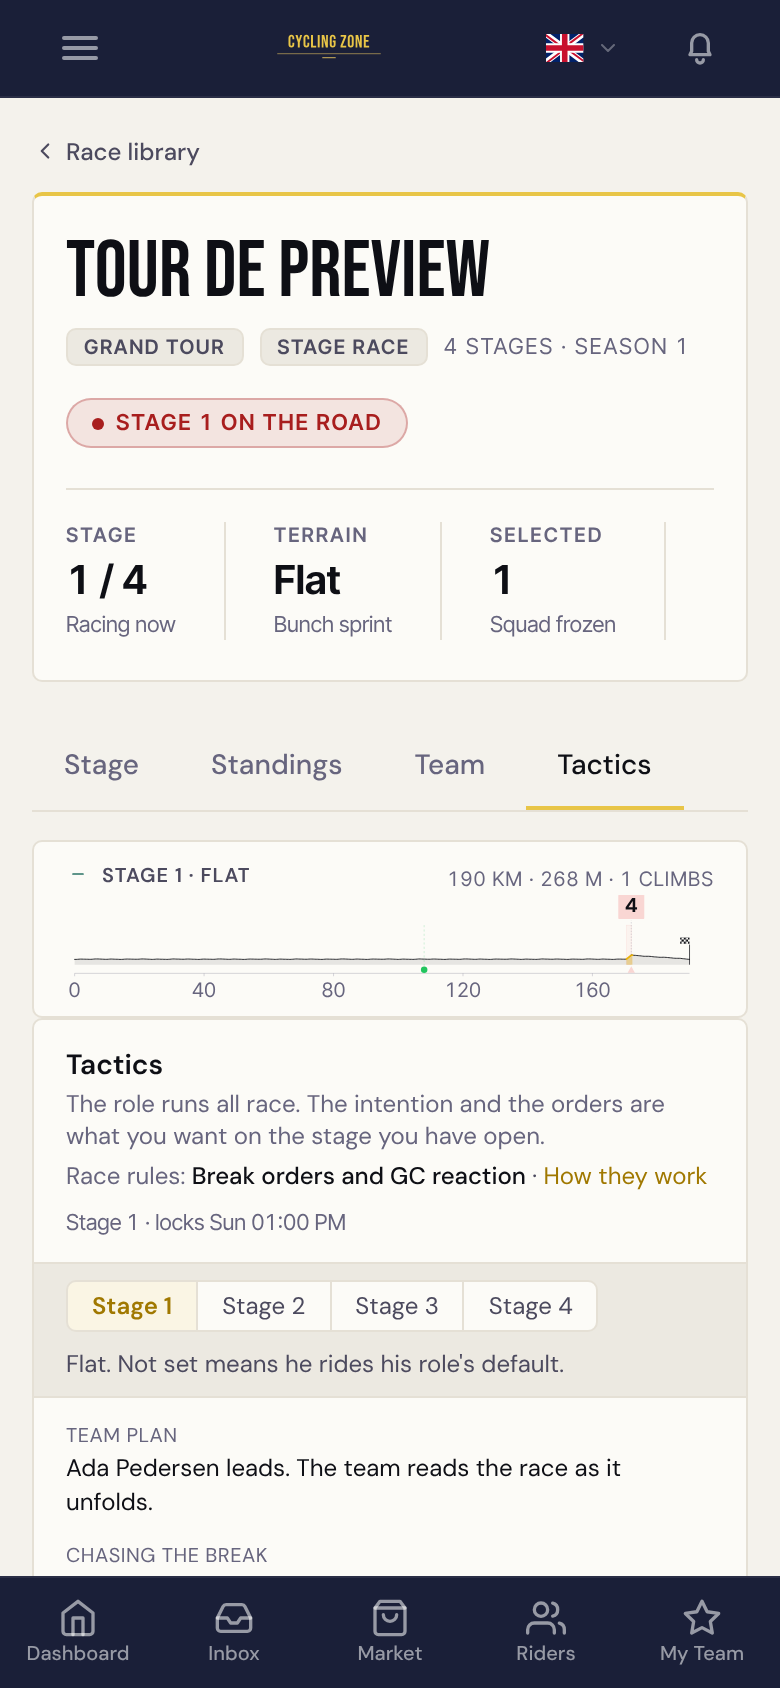 CYCLING ZONE
Race library
TOUR DE PREVIEW
GRAND TOUR STAGE RACE 4 STAGES · SEASON 1
STAGE 1 ON THE ROAD
STAGE TERRAIN SELECTED
1 / 4 Flat 1
Racing now Bunch sprint Squad frozen
Stage Standings Team Tactics
STAGE 1 · FLAT 190 KM · 268 M · 1 CLIMBS
4
0 40 80 120 160
Tactics
The role runs all race. The intention and the orders are
what you want on the stage you have open.
Race rules: Break orders and GC reaction · How they work
Stage 1 · locks Sun 01:00 PM
Stage 1 Stage 2 Stage 3 Stage 4
Flat. Not set means he rides his role's default.
TEAM PLAN
Ada Pedersen leads. The team reads the race as it
unfolds.
CHASING THE BREAK
Dashboard Inbox Market Riders My Team